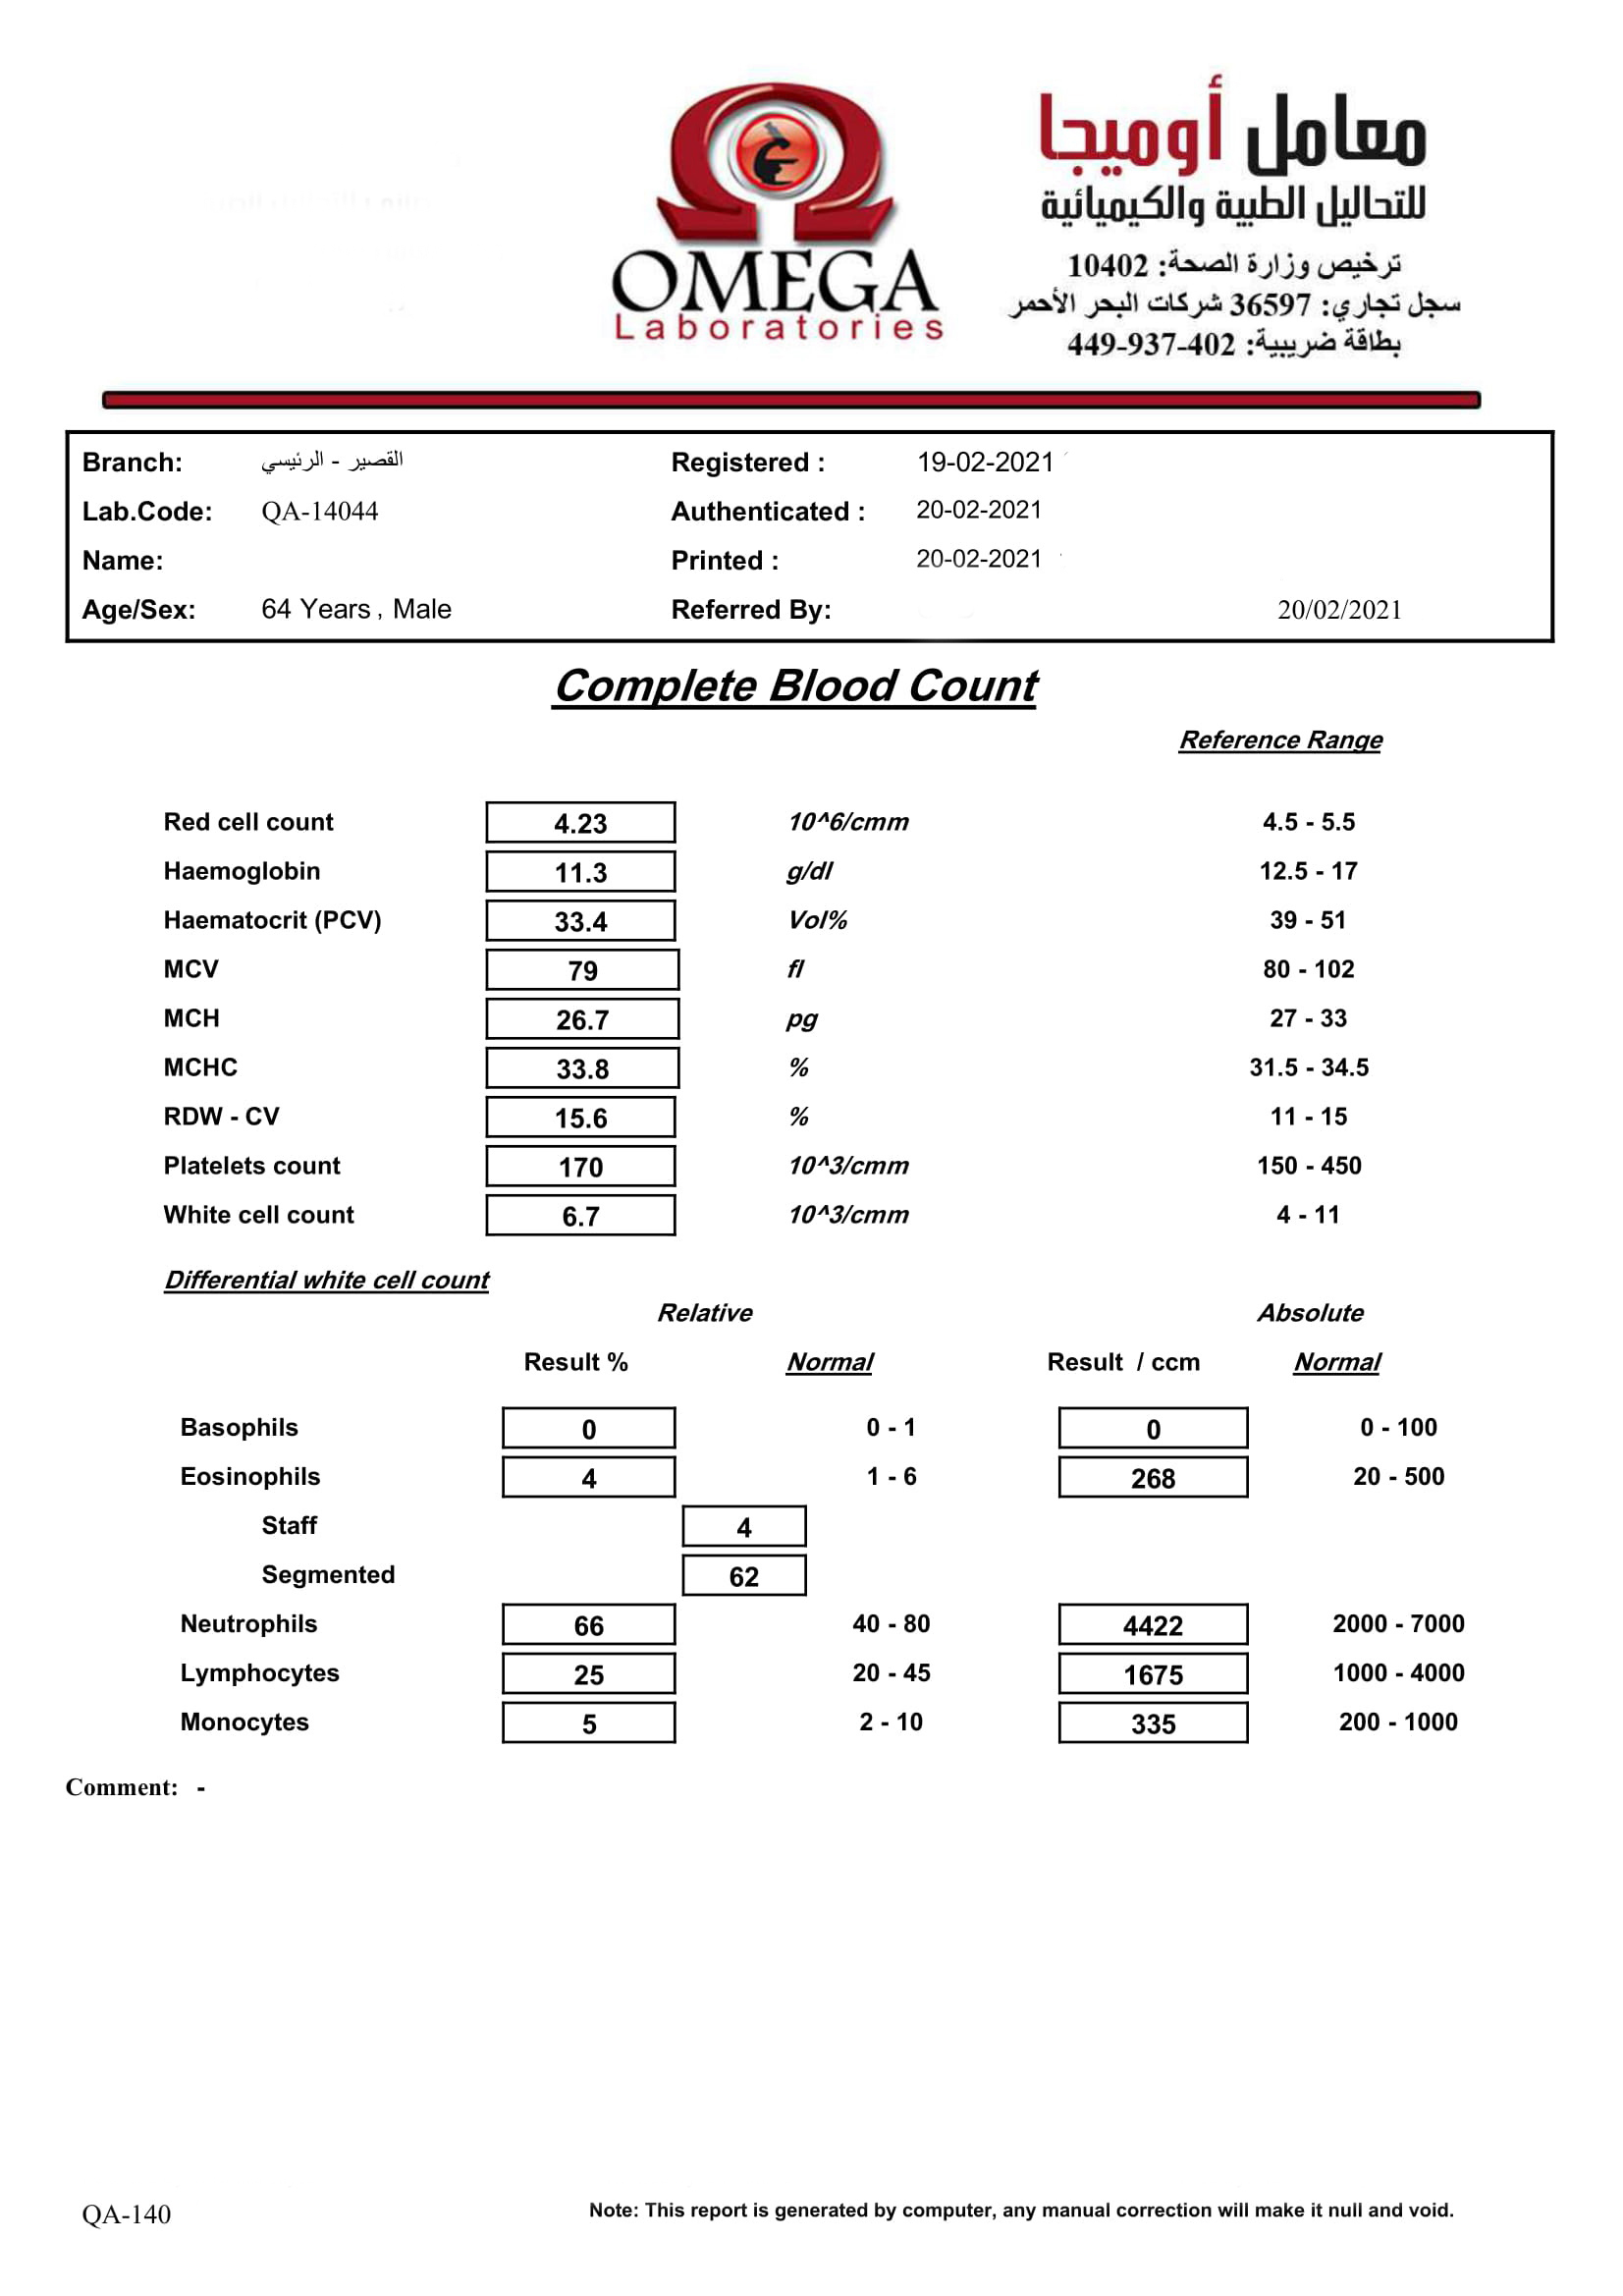 معامل أوميجا
للتحاليل الطبية والكيميائية
ترخيص وزارة الصحة: 10402
سجل تجاري: 36597 شركات البحر الأحمر
بطاقة ضريبية: 402-937-449
OMEGA
Laboratories
Branch: القصير - الرئيسي Registered : 19-02-2021
Lab.Code: QA-14044 Authenticated : 20-02-2021
Name: Printed : 20-02-2021
Age/Sex: 64 Years , Male Referred By: 20/02/2021
Complete Blood Count
Reference Range
Red cell count 4.23 10^6/cmm 4.5 - 5.5
Haemoglobin 11.3 g/dl 12.5 - 17
Haematocrit (PCV) 33.4 Vol% 39 - 51
MCV 79 fl 80 - 102
MCH 26.7 pg 27 - 33
MCHC 33.8 % 31.5 - 34.5
RDW - CV 15.6 % 11 - 15
Platelets count 170 10^3/cmm 150 - 450
White cell count 6.7 10^3/cmm 4 - 11
Differential white cell count
Relative Absolute
Result % Normal Result / ccm Normal
Basophils 0 0 - 1 0 0 - 100
Eosinophils 4 1 - 6 268 20 - 500
Staff 4
Segmented 62
Neutrophils 66 40 - 80 4422 2000 - 7000
Lymphocytes 25 20 - 45 1675 1000 - 4000
Monocytes 5 2 - 10 335 200 - 1000
Comment: -
QA-140 Note: This report is generated by computer, any manual correction will make it null and void.